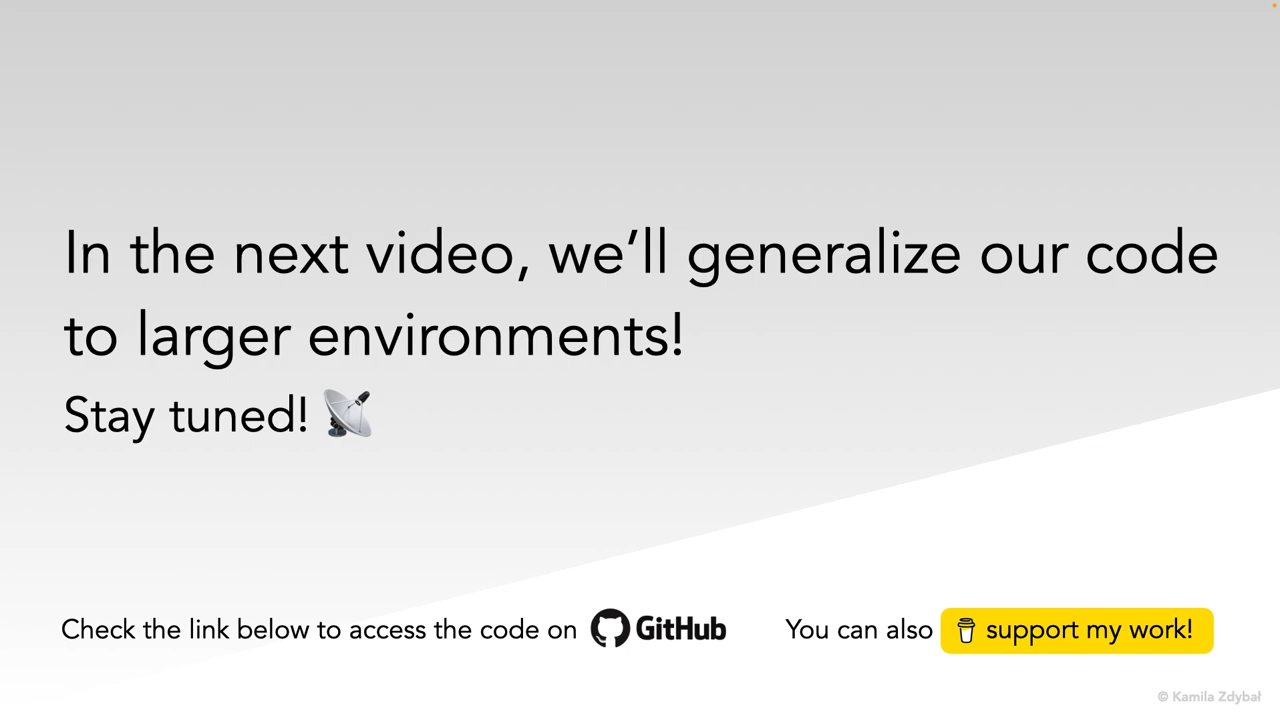 In the next video, we’ll generalize our code
to larger environments!
Stay tuned!
Check the link below to access the code on GitHub
You can also support my work!
© Kamila Zdybał